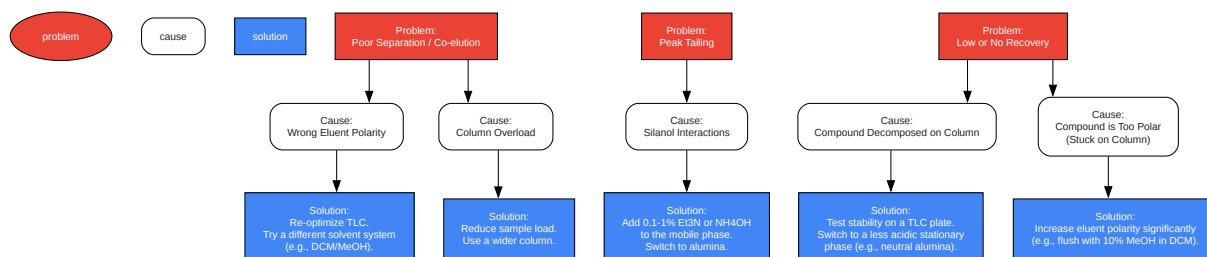 problem
cause
solution
Problem:
Poor Separation / Co-elution
Problem:
Peak Tailing
Problem:
Low or No Recovery
Cause:
Wrong Eluent Polarity
Cause:
Column Overload
Cause:
Silanol Interactions
Cause:
Compound Decomposed on Column
Cause:
Compound is Too Polar
(Stuck on Column)
Solution:
Re-optimize TLC.
Try a different solvent system
(e.g., DCM/MeOH).
Solution:
Reduce sample load.
Use a wider column.
Solution:
Add 0.1-1% Et3N or NH4OH
to the mobile phase.
Switch to alumina.
Solution:
Test stability on a TLC plate.
Switch to a less acidic stationary
phase (e.g., neutral alumina).
Solution:
Increase eluent polarity significantly
(e.g., flush with 10% MeOH in DCM).